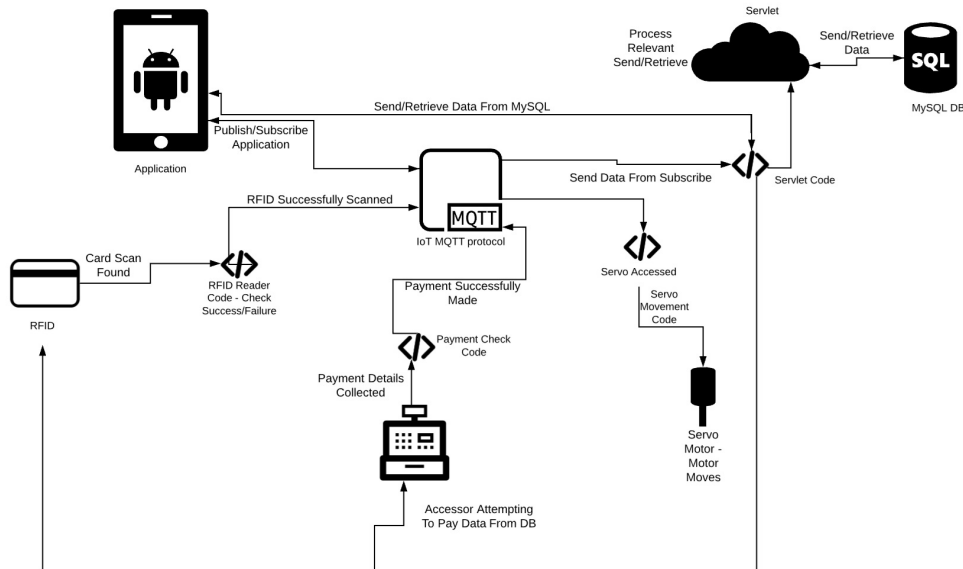 Servlet
Process
Relevant
Send/Retrieve
Send/Retrieve
Data
SQL
MySQL DB
Send/Retrieve Data From MySQL
Publish/Subscribe
Application
Application
Send Data From Subscribe
Servlet Code
RFID Successfully Scanned
MQTT
IoT MQTT protocol
Card Scan
Found
RFID Reader
Code - Check
Success/Failure
RFID
Payment Successfully
Made
Servo Accessed
Servo
Movement
Code
Payment Check
Code
Payment Details
Collected
Servo
Motor -
Motor
Moves
Accessor Attempting
To Pay Data From DB